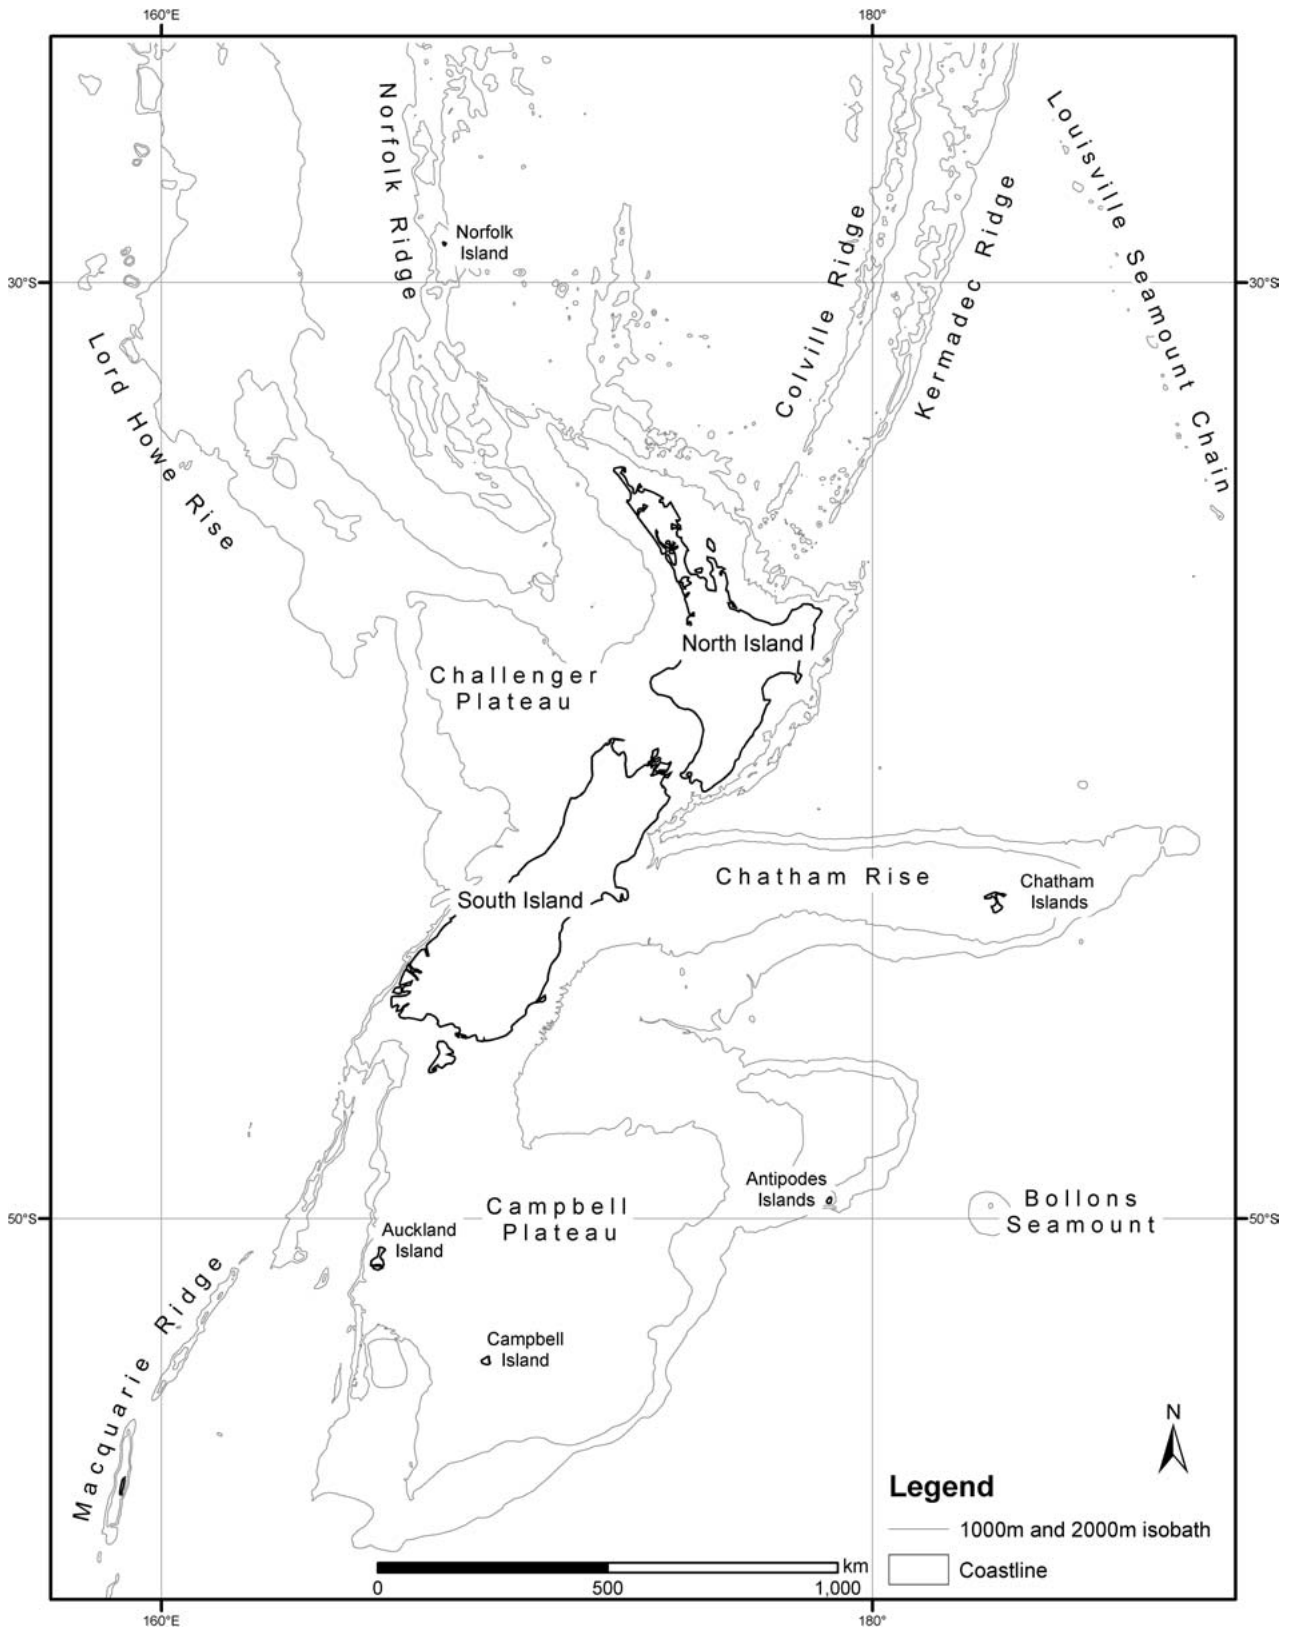 160°E
180°
Norfolk Ridge
Louisville Seamount Chain
Norfolk
Island
Colville Ridge
Kermadec Ridge
30°S
30°S
Lord Howe Rise
North Island
Challenger
Plateau
Chatham Rise
Chatham
Islands
South Island
Antipodes
Islands
Bollons
Seamount
Campbell
Plateau
50°S
50°S
Auckland
Island
Macquarie Ridge
Campbell
Island
N
Legend
1000m and 2000m isobath
Coastline
km
0
500
1,000
160°E
180°